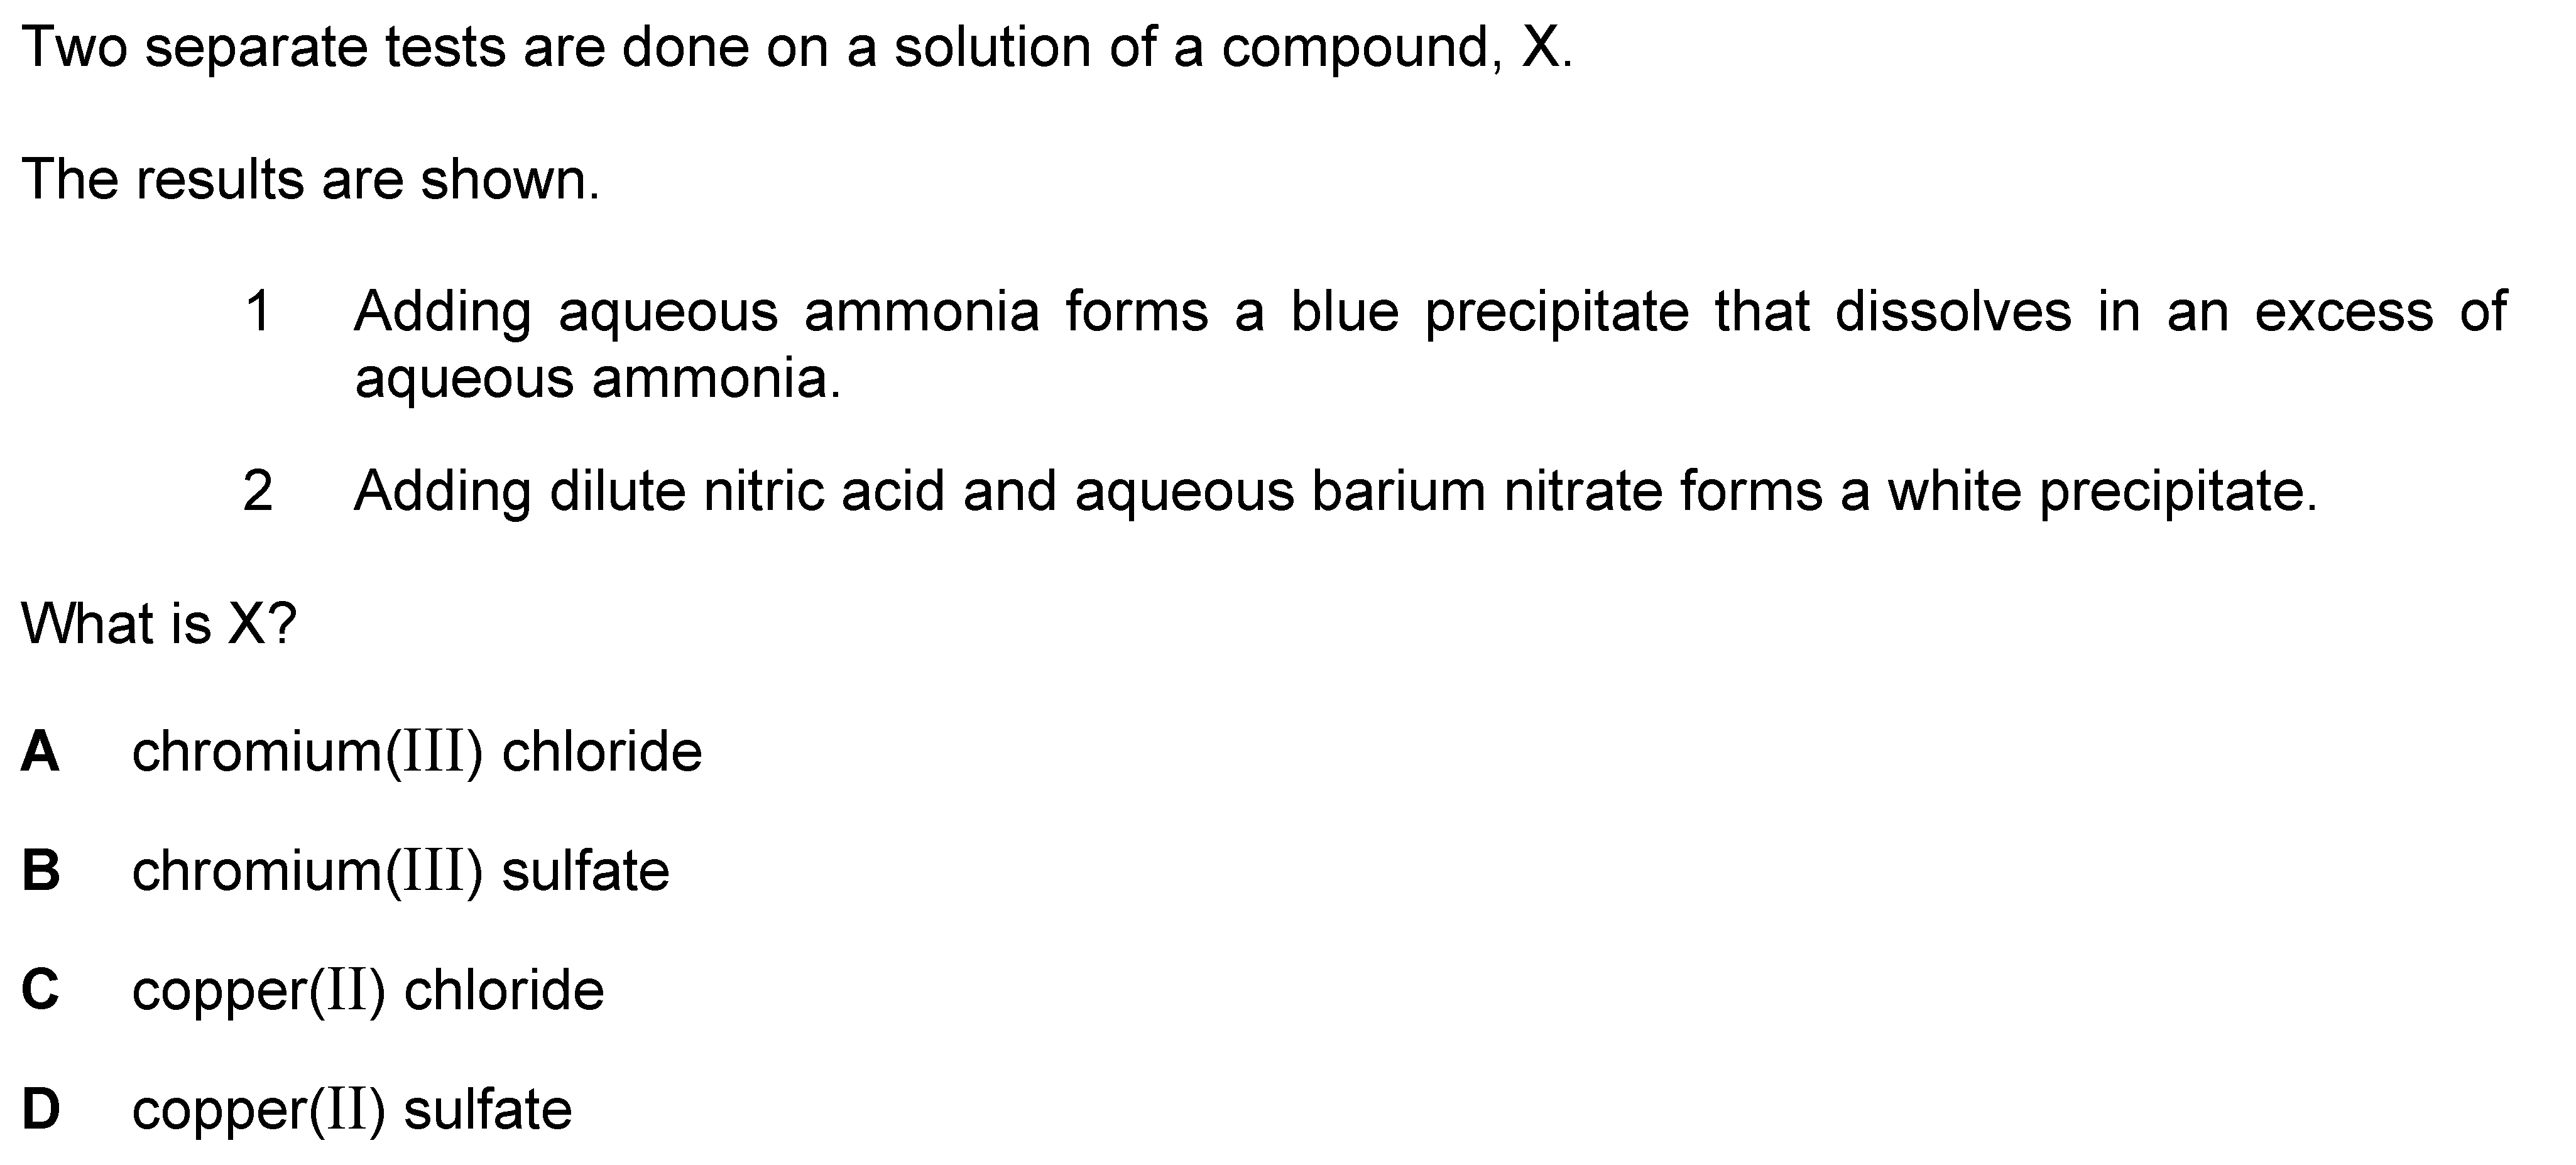 Two separate tests are done on a solution of a compound, X.
The results are shown.
1 Adding aqueous ammonia forms a blue precipitate that dissolves in an excess of
aqueous ammonia.
2 Adding dilute nitric acid and aqueous barium nitrate forms a white precipitate.
What is X?
A chromium(III) chloride
B chromium(III) sulfate
C copper(II) chloride
D copper(II) sulfate